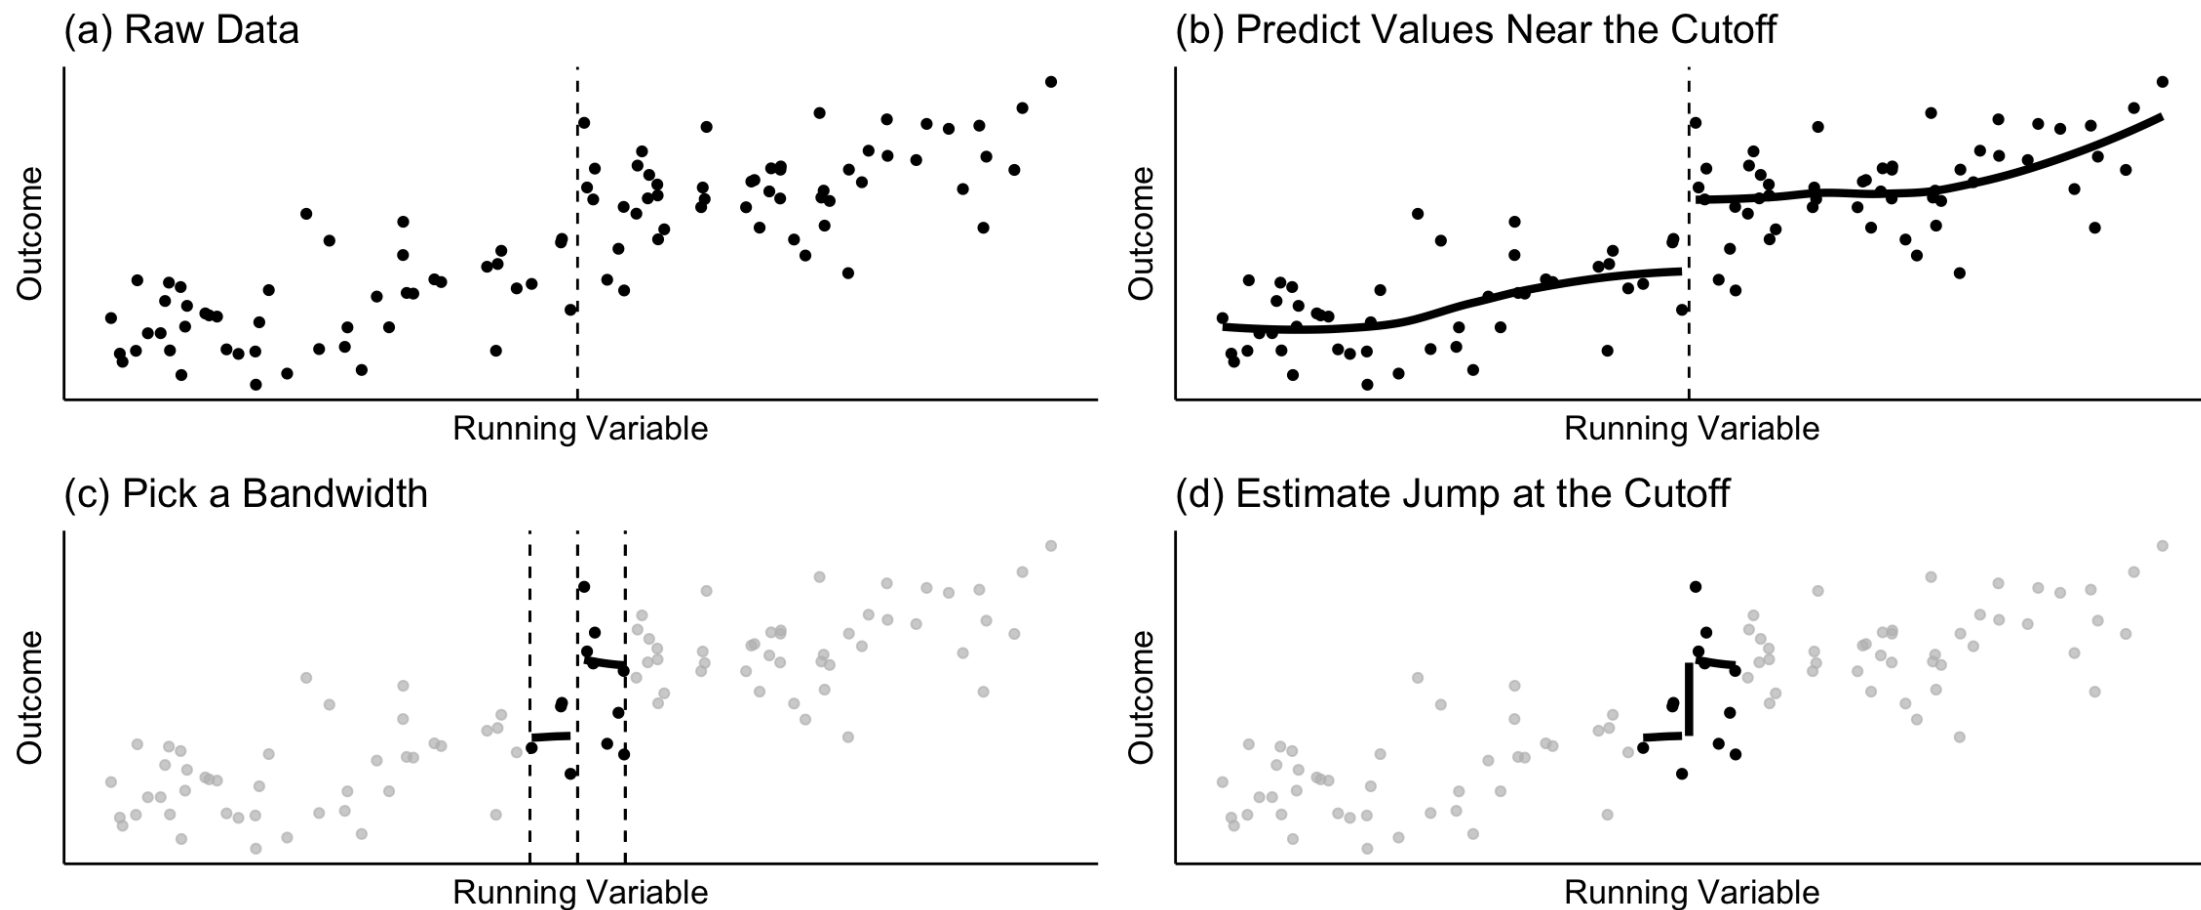 (a) Raw Data
Outcome
Running Variable
(b) Predict Values Near the Cutoff
Outcome
Running Variable
(c) Pick a Bandwidth
Outcome
Running Variable
(d) Estimate Jump at the Cutoff
Outcome
Running Variable